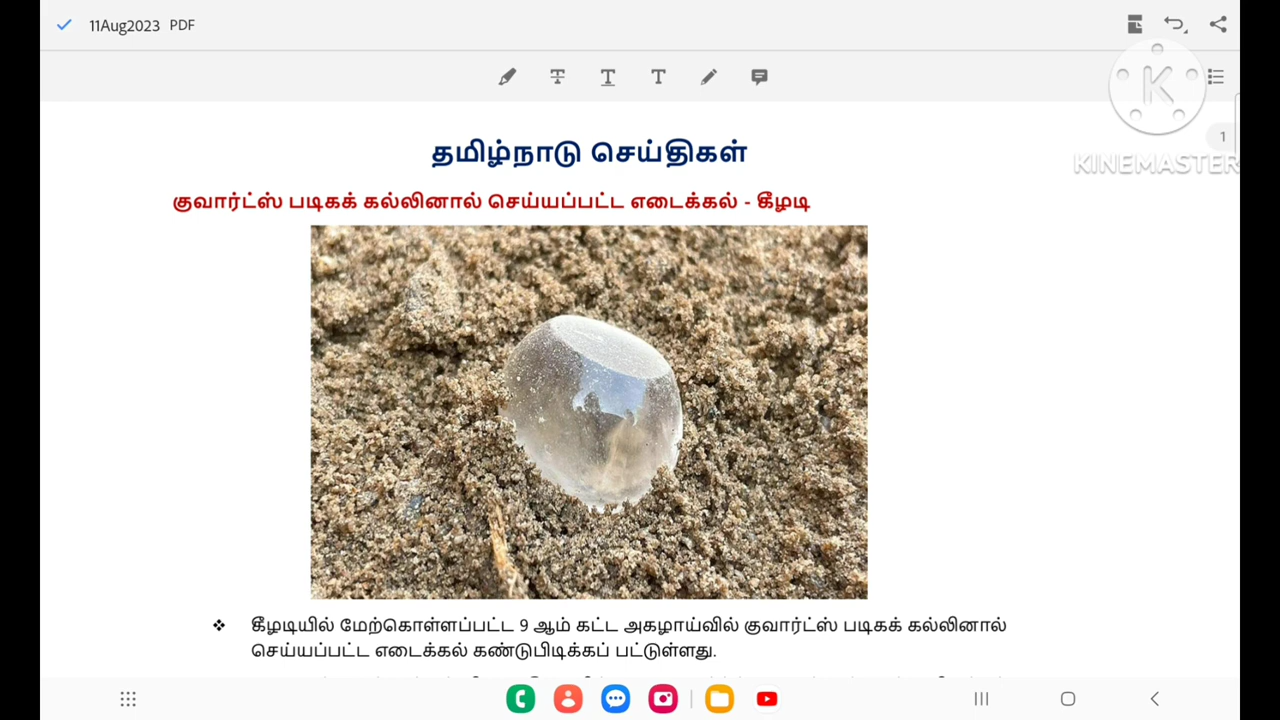 11Aug2023 PDF
1
KINEMASTER
தமிழ்நாடு செய்திகள்
குவார்ட்ஸ் படிகக் கல்லினால் செய்யப்பட்ட எடைக்கல் - கீழடி
❖ கீழடியில் மேற்கொள்ளப்பட்ட 9 ஆம் கட்ட அகழாய்வில் குவார்ட்ஸ் படிகக் கல்லினால்
செய்யப்பட்ட எடைக்கல் கண்டுபிடிக்கப் பட்டுள்ளது.